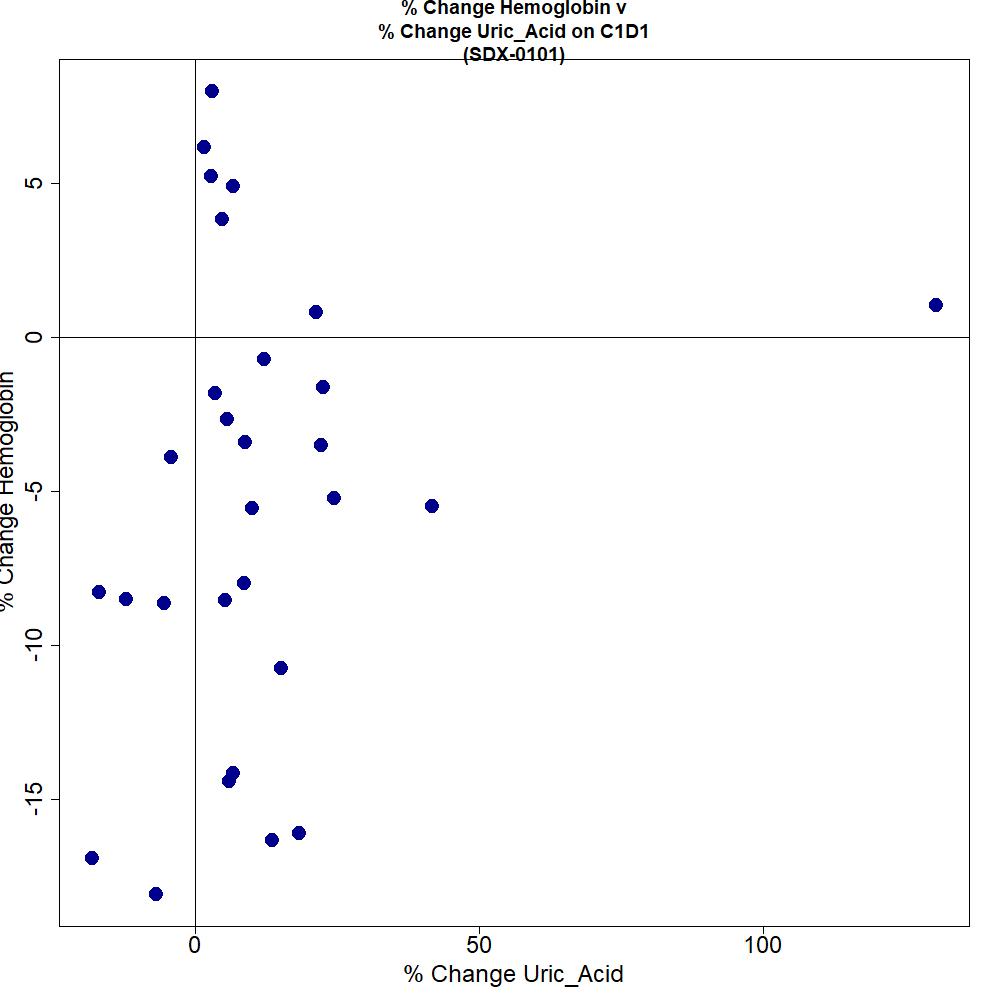 % Change Hemoglobin v
% Change Uric_Acid on C1D1
(SDX-0101)
5
0
-5
-10
-15
% Change Hemoglobin
0
50
100
% Change Uric_Acid